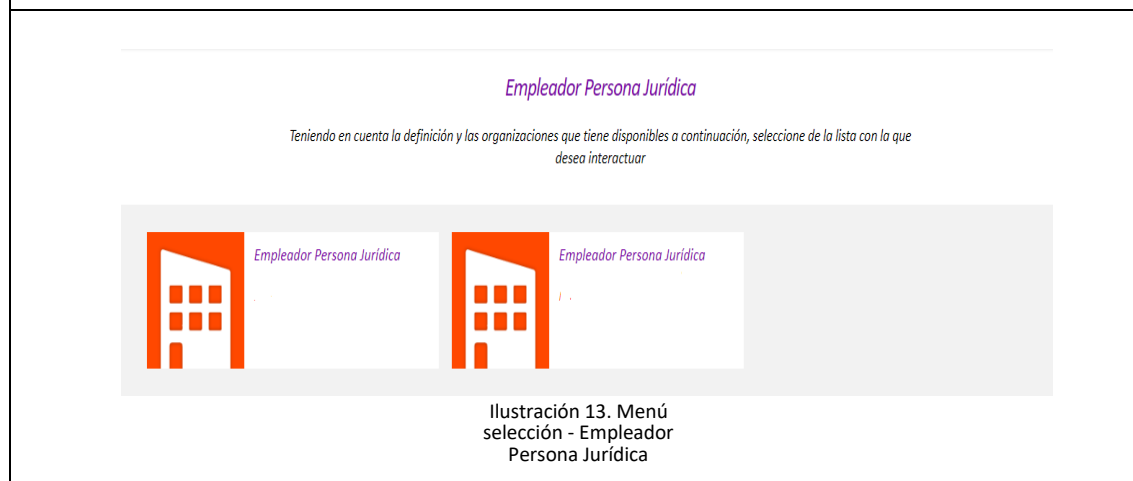 Empleador Persona Jurídica
Teniendo en cuenta la definición y las organizaciones que tiene disponibles a continuación, seleccione de la lista con la que
desea interactuar
Empleador Persona Jurídica
Empleador Persona Jurídica
Ilustración 13. Menú
selección - Empleador
Persona Jurídica